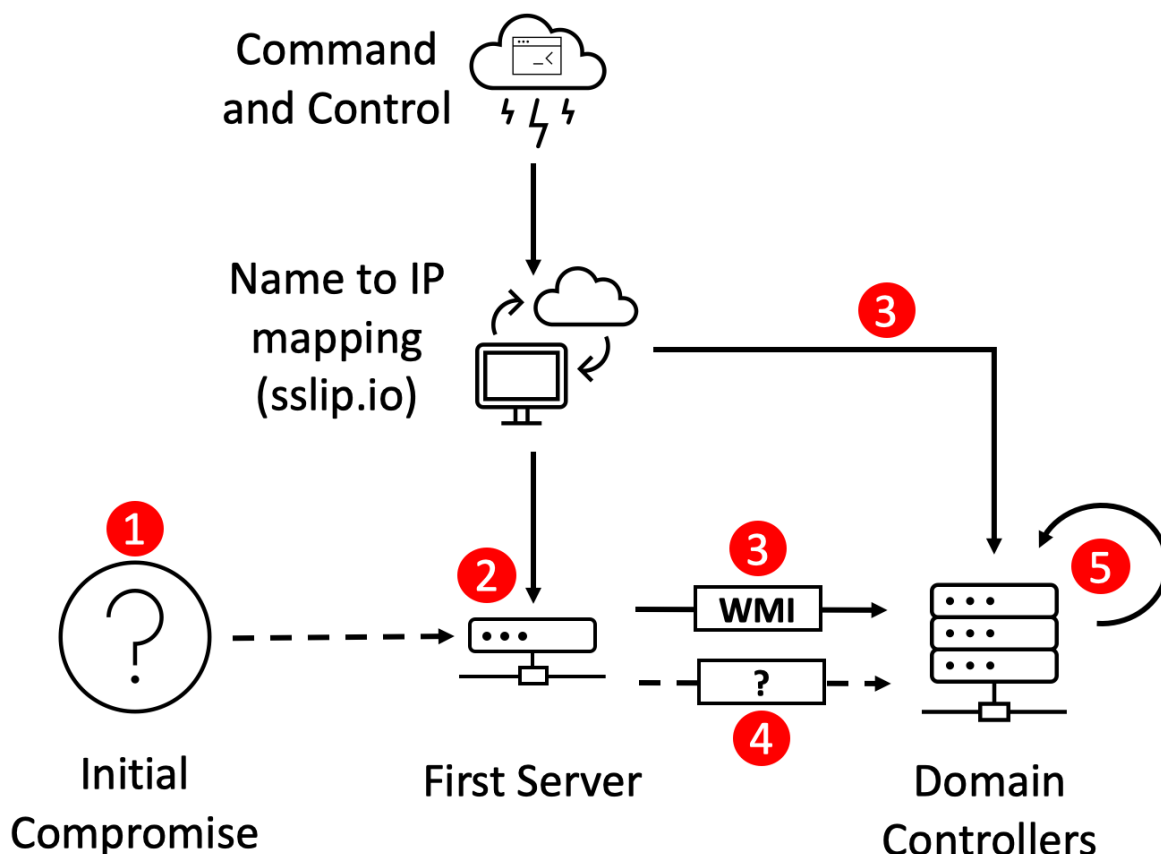 Command
and Control
Name to IP
mapping
(sslip.io)
3
1
2
3
WMI
5
?
?
4
Initial
Compromise
First Server
Domain
Controllers